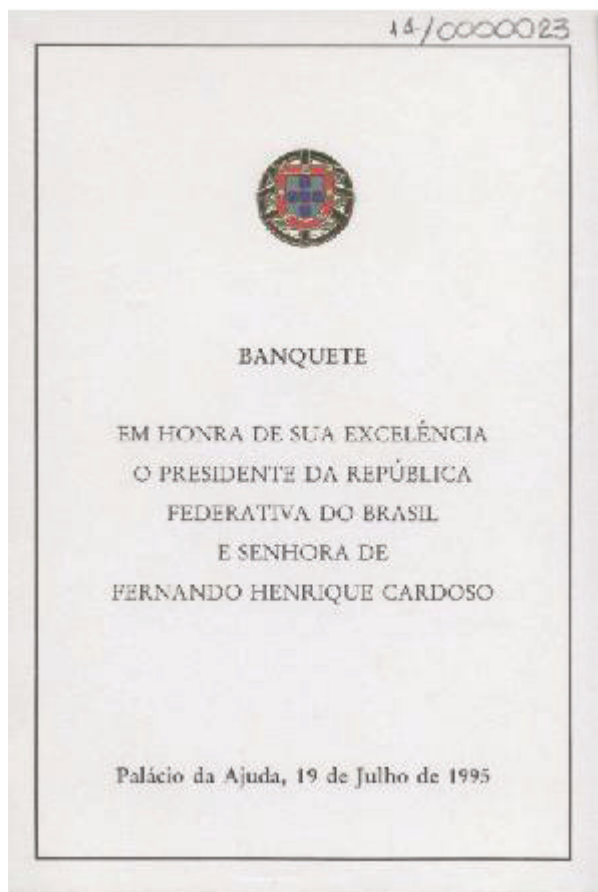 14/0000023
BANQUETE
EM HONRA DE SUA EXCELÊNCIA
O PRESIDENTE DA REPÚBLICA
FEDERATIVA DO BRASIL
E SENHORA DE
FERNANDO HENRIQUE CARDOSO
Palácio da Ajuda, 19 de Julho de 1995